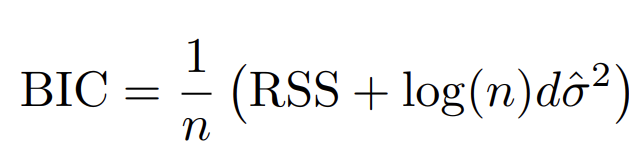 BIC = 1/n (RSS + log(n)dσ̂²)